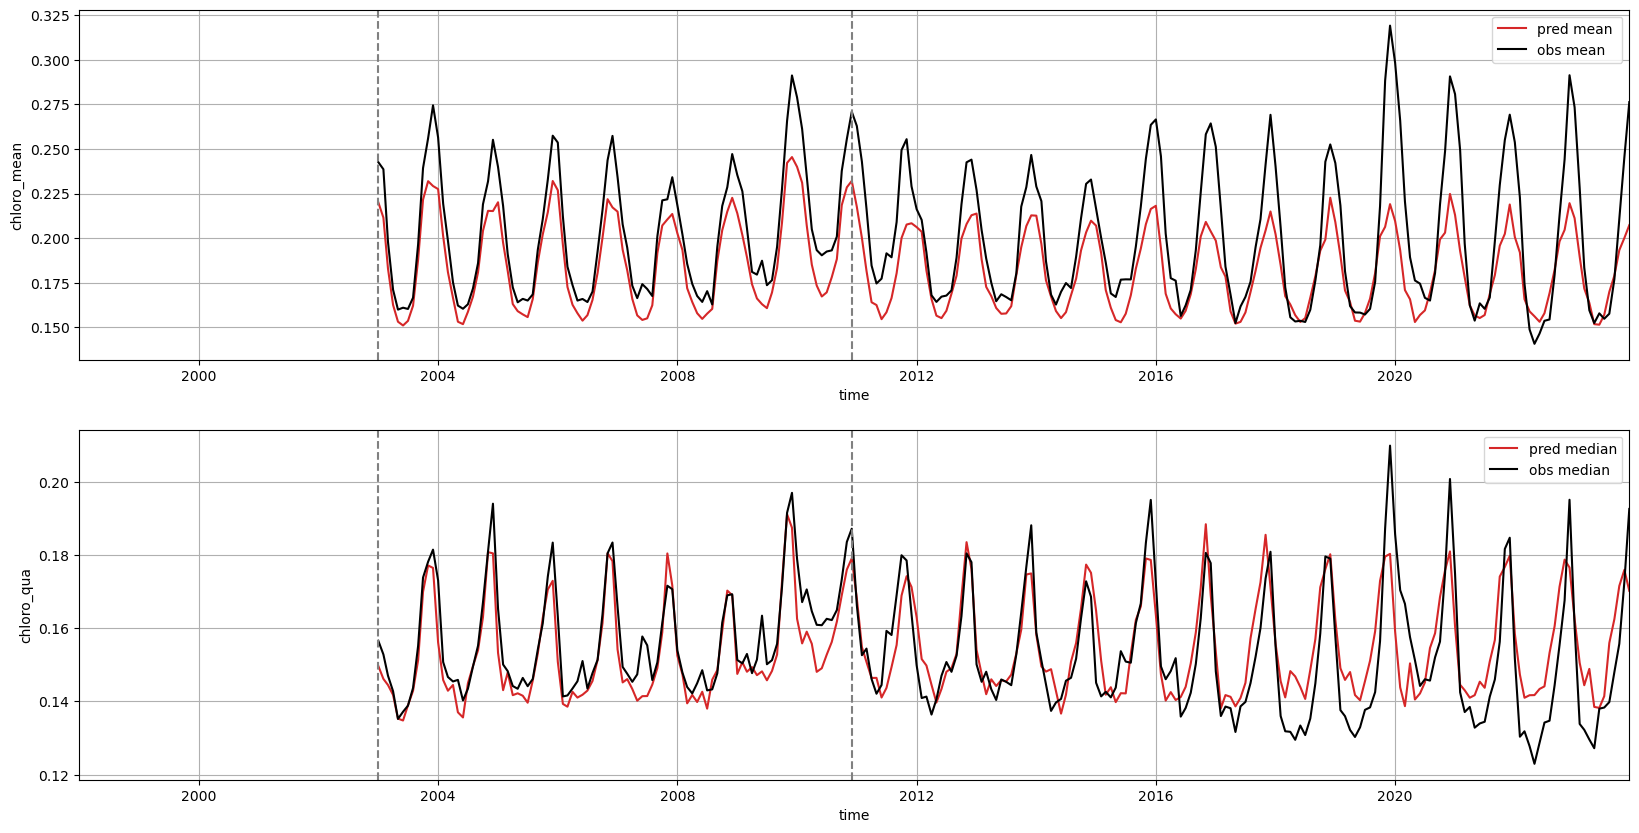 0.325
0.300
0.275
0.250
0.225
0.200
0.175
0.150
chloro_mean
pred mean
obs mean
2000 2004 2008 2012 2016 2020
time
0.20
0.18
0.16
0.14
0.12
chloro_qua
pred median
obs median
2000 2004 2008 2012 2016 2020
time